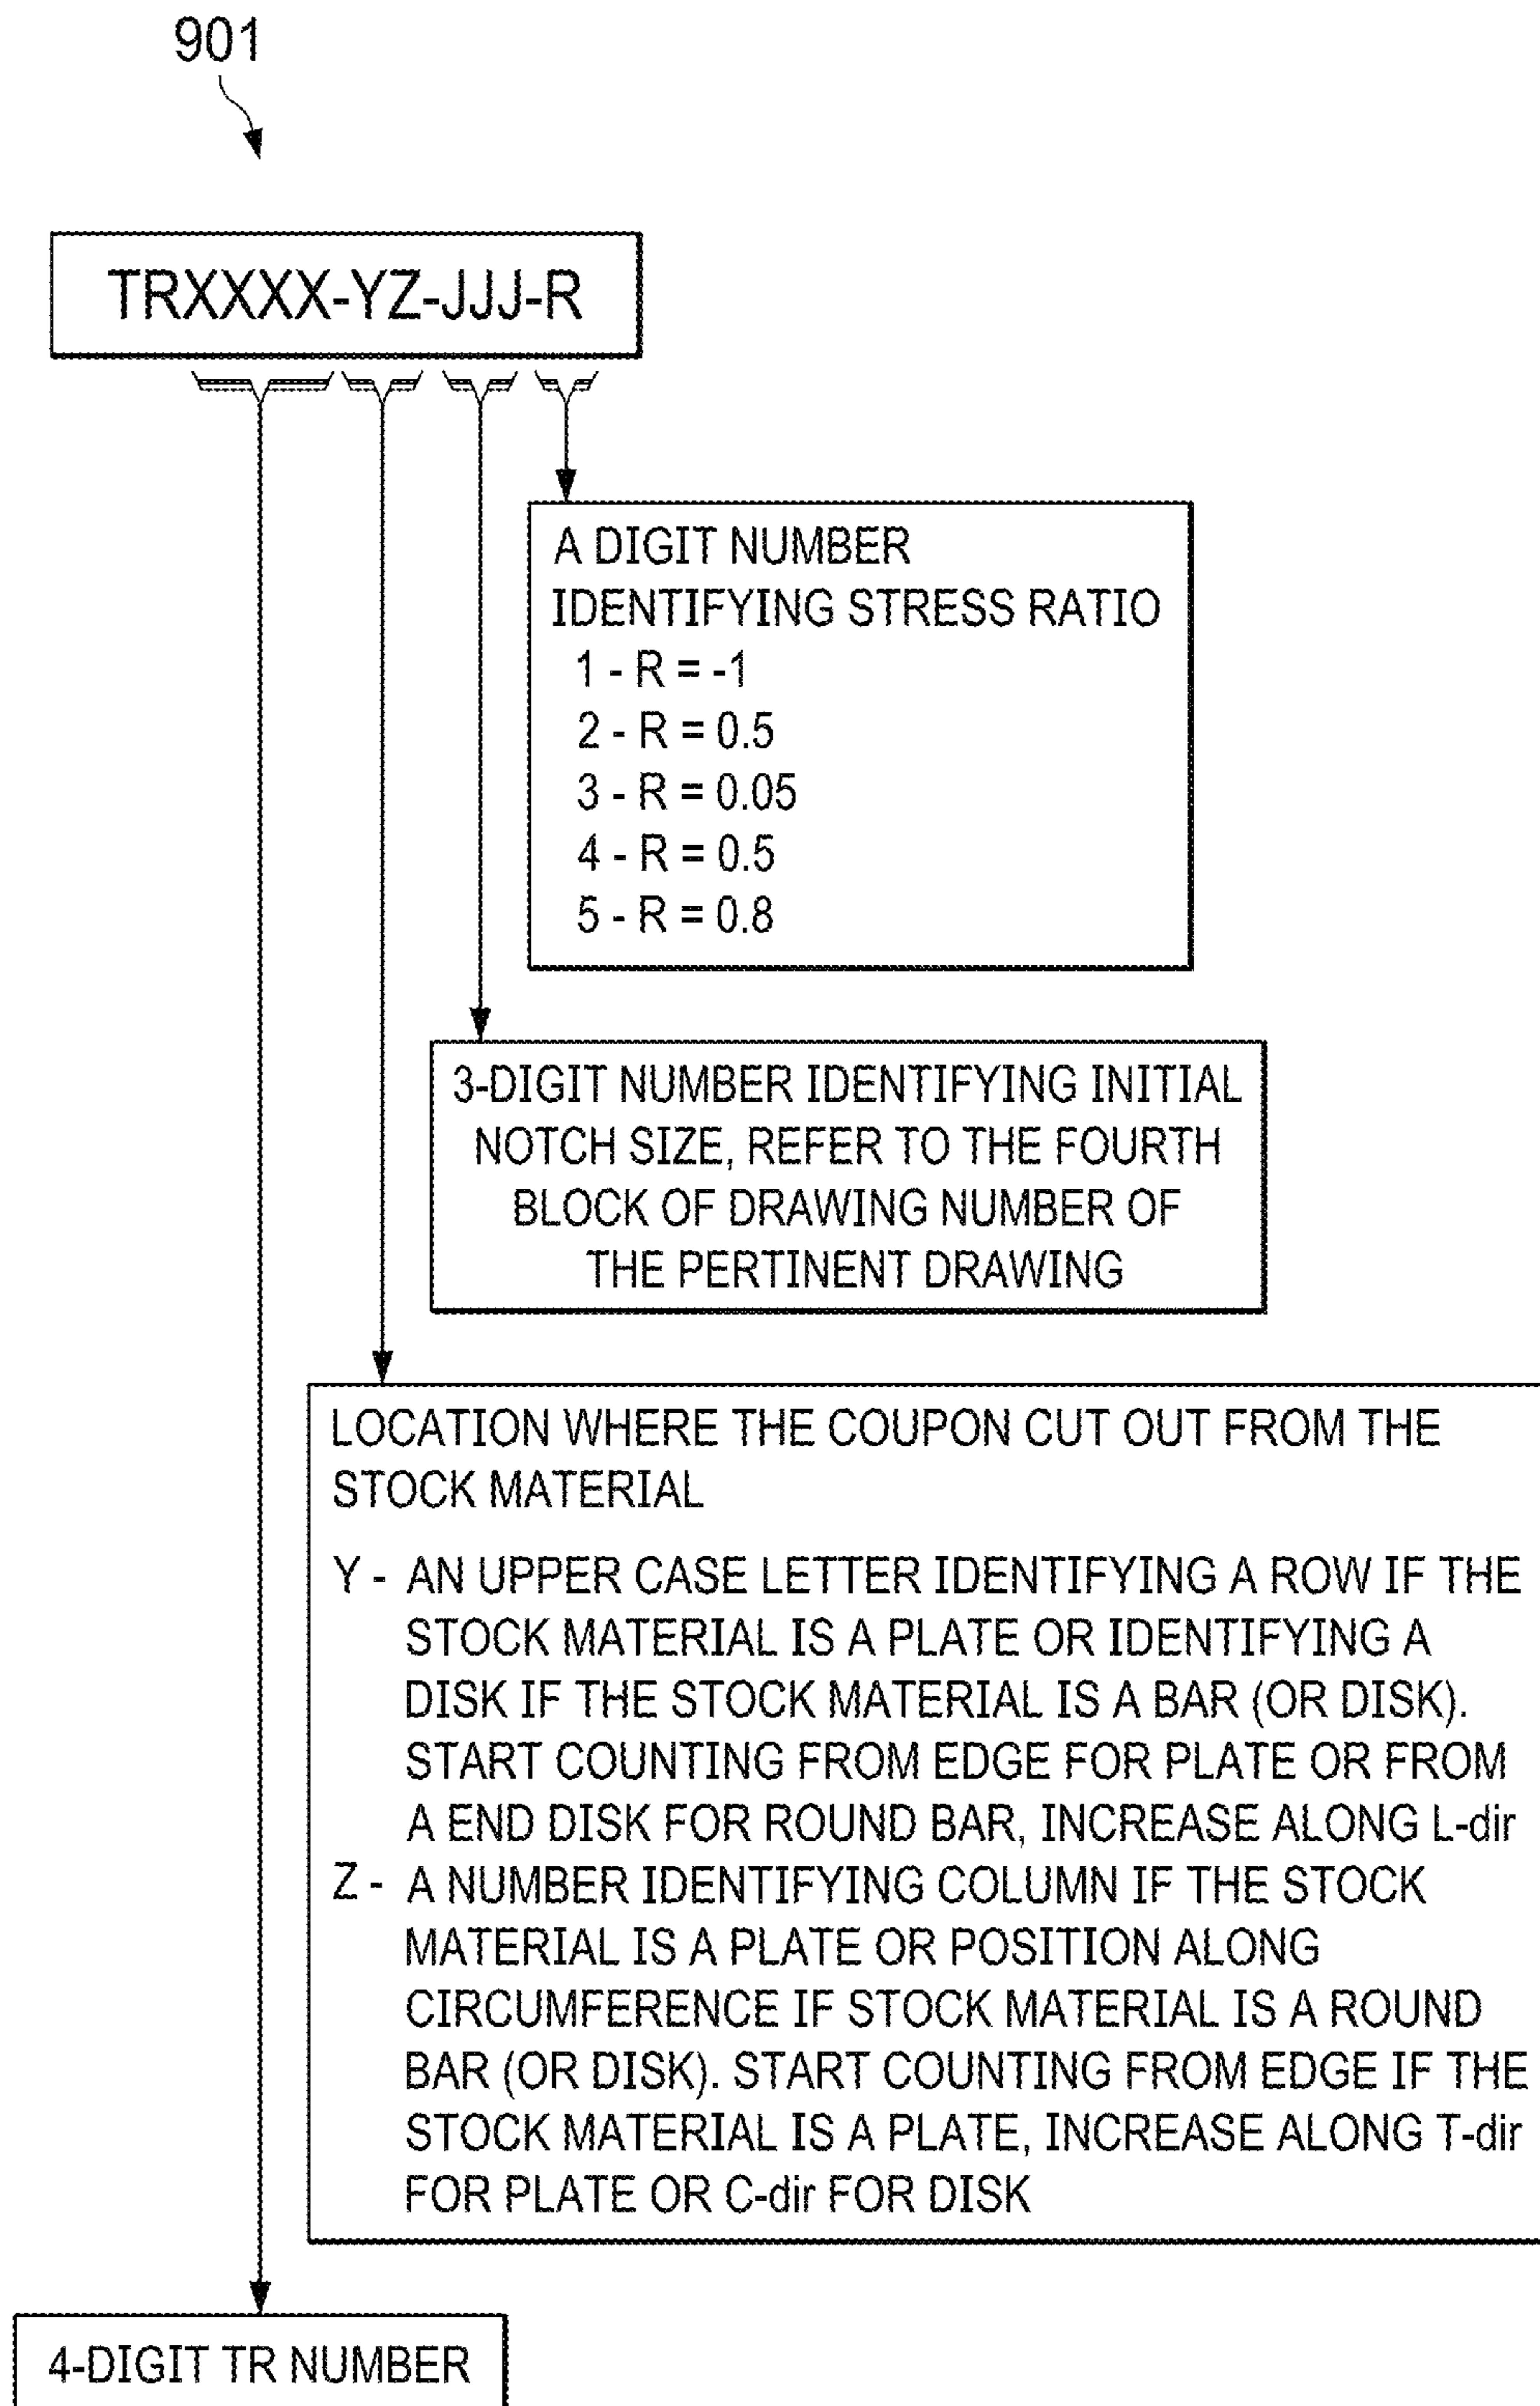 901
TRXXXX-YZ-JJJ-R
A DIGIT NUMBER
IDENTIFYING STRESS RATIO
1 - R = -1
2 - R = 0.5
3 - R = 0.05
4 - R = 0.5
5 - R = 0.8
3-DIGIT NUMBER IDENTIFYING INITIAL
NOTCH SIZE, REFER TO THE FOURTH
BLOCK OF DRAWING NUMBER OF
THE PERTINENT DRAWING
LOCATION WHERE THE COUPON CUT OUT FROM THE
STOCK MATERIAL
Y - AN UPPER CASE LETTER IDENTIFYING A ROW IF THE
STOCK MATERIAL IS A PLATE OR IDENTIFYING A
DISK IF THE STOCK MATERIAL IS A BAR (OR DISK).
START COUNTING FROM EDGE FOR PLATE OR FROM
A END DISK FOR ROUND BAR, INCREASE ALONG L-dir
Z - A NUMBER IDENTIFYING COLUMN IF THE STOCK
MATERIAL IS A PLATE OR POSITION ALONG
CIRCUMFERENCE IF STOCK MATERIAL IS A ROUND
BAR (OR DISK). START COUNTING FROM EDGE IF THE
STOCK MATERIAL IS A PLATE, INCREASE ALONG T-dir
FOR PLATE OR C-dir FOR DISK
4-DIGIT TR NUMBER